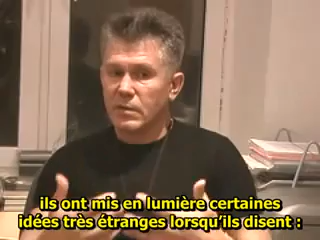 ils ont mis en lumière certaines
idées très étranges lorsqu'ils disent :